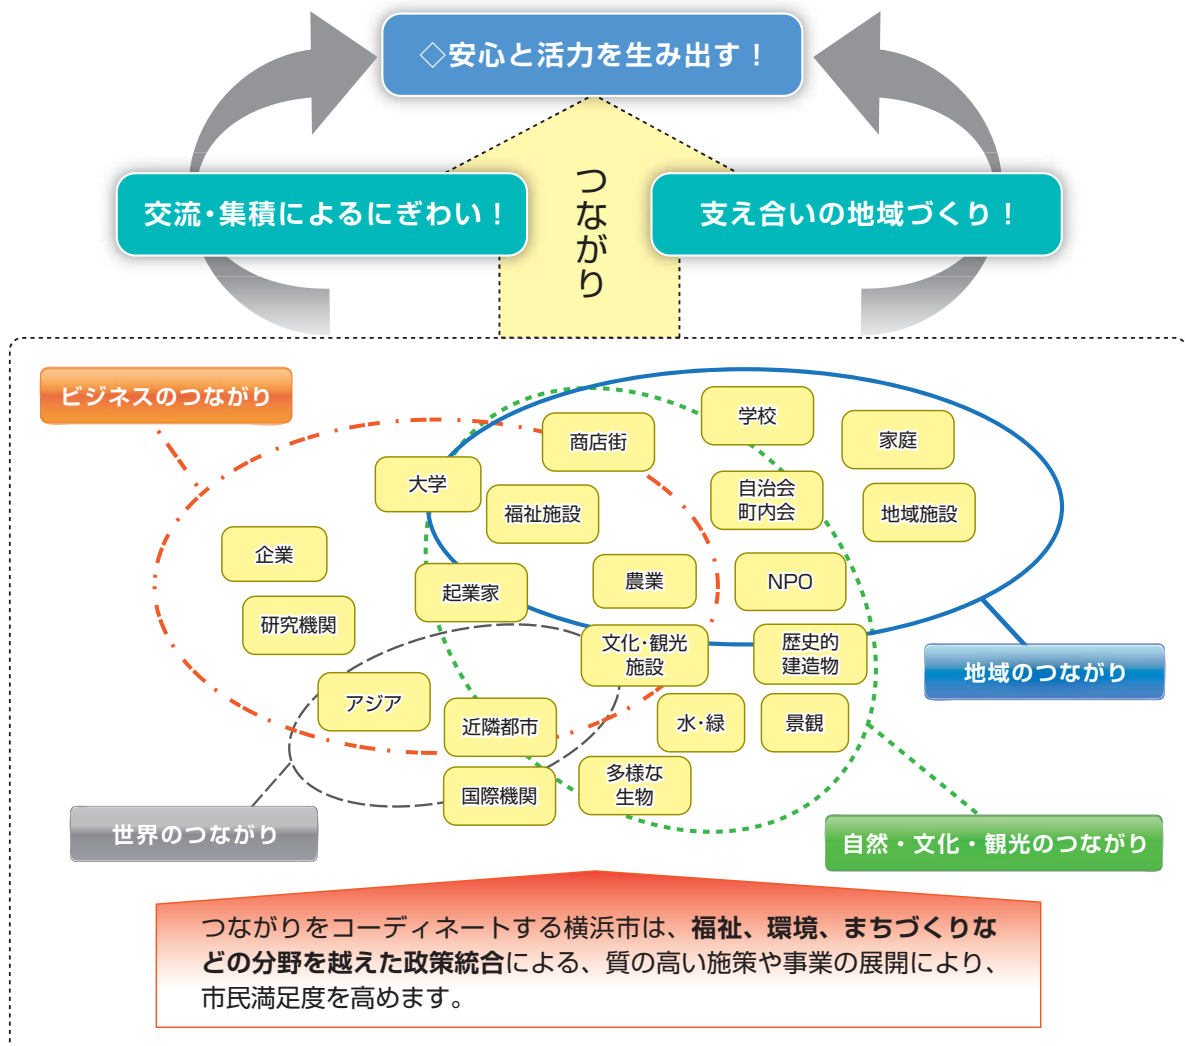 ◇安心と活力を生み出す！
交流・集積によるにぎわい！
つながり
支え合いの地域づくり！
ビジネスのつながり
学校
商店街
家庭
大学
自治会
町内会
福祉施設
地域施設
企業
起業家
農業
NPO
研究機関
文化・観光
施設
歴史的
建造物
地域のつながり
アジア
近隣都市
水・緑
景観
多様な
生物
国際機関
世界のつながり
自然・文化・観光のつながり
つながりをコーディネートする横浜市は、福祉、環境、まちづくりな
どの分野を越えた政策統合による、質の高い施策や事業の展開により、
市民満足度を高めます。